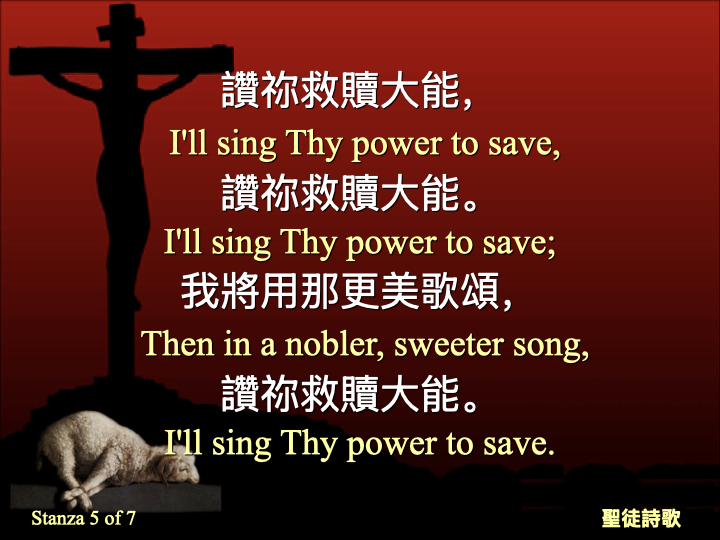 讚祢救贖大能，
I'll sing Thy power to save,
讚祢救贖大能。
I'll sing Thy power to save;
我將用那更美歌頌，
Then in a nobler, sweeter song,
讚祢救贖大能。
I'll sing Thy power to save.
Stanza 5 of 7
聖徒詩歌